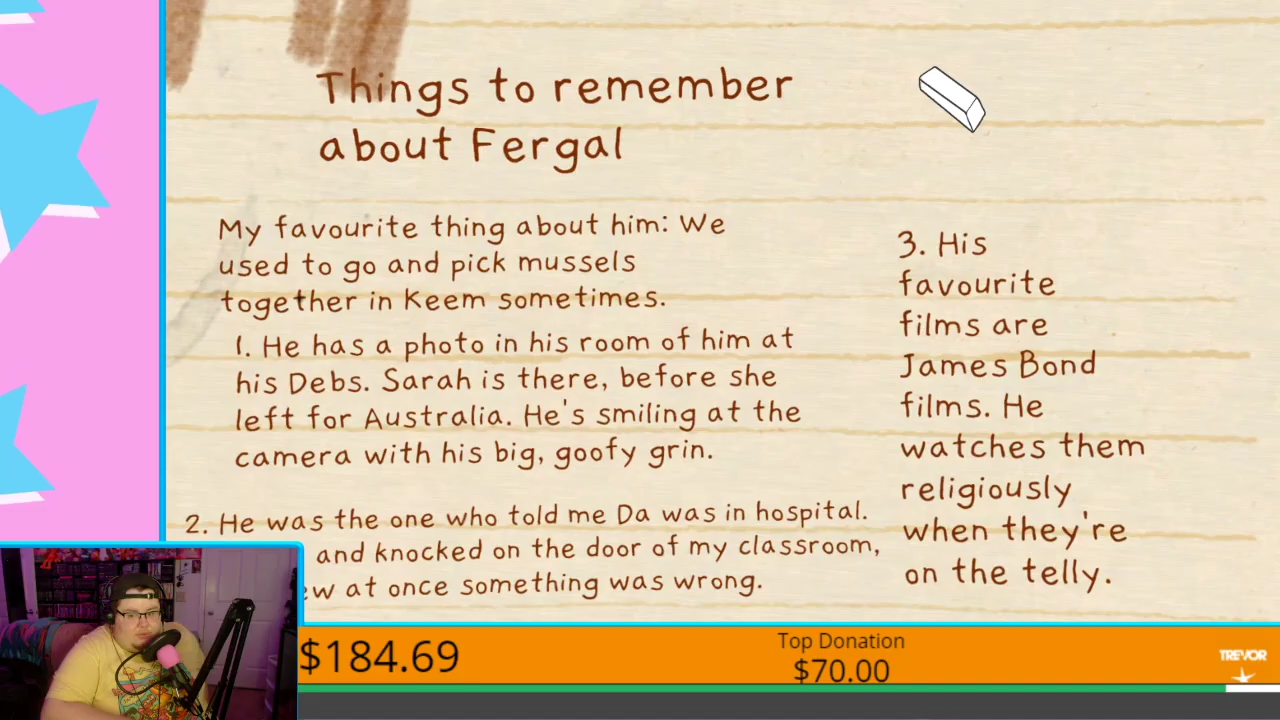 Things to remember
about Fergal
My favourite thing about him: We
used to go and pick mussels
together in Keem sometimes.
1. He has a photo in his room of him at
his Debs. Sarah is there, before she
left for Australia. He's smiling at the
camera with his big, goofy grin.
2. He was the one who told me Da was in hospital.
and knocked on the door of my classroom,
at once something was wrong.
3. His
favourite
films are
James Bond
films. He
watches them
religiously
when they're
on the telly.
$184.69
Top Donation
$70.00
TREVOR